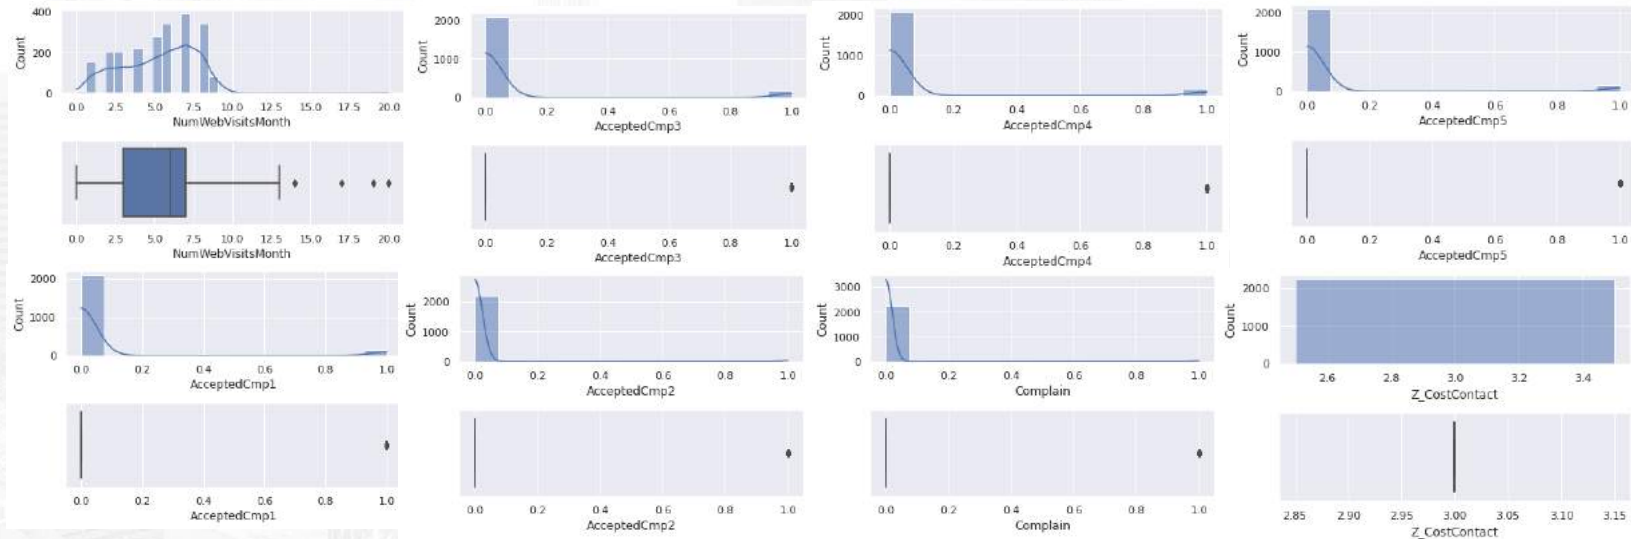 400
200
0
Count
0.0 2.5 5.0 7.5 10.0 12.5 15.0 17.5 20.0
NumWebVisitsMonth
2000
1000
0
Count
0.0 0.2 0.4 0.6 0.8 1.0
AcceptedCmp3
2000
1000
0
Count
0.0 0.2 0.4 0.6 0.8 1.0
AcceptedCmp4
2000
1000
0
Count
0.0 0.2 0.4 0.6 0.8 1.0
AcceptedCmp5
0.0 2.5 5.0 7.5 10.0 12.5 15.0 17.5 20.0
NumWebVisitsMonth
0.0 0.2 0.4 0.6 0.8 1.0
AcceptedCmp3
0.0 0.2 0.4 0.6 0.8 1.0
AcceptedCmp4
0.0 0.2 0.4 0.6 0.8 1.0
AcceptedCmp5
2000
1000
0
Count
0.0 0.2 0.4 0.6 0.8 1.0
AcceptedCmp1
2000
1000
0
Count
0.0 0.2 0.4 0.6 0.8 1.0
AcceptedCmp2
3000
2000
1000
0
Count
0.0 0.2 0.4 0.6 0.8 1.0
Complain
2000
1000
0
Count
2.6 2.8 3.0 3.2 3.4
Z_CostContact
0.0 0.2 0.4 0.6 0.8 1.0
AcceptedCmp1
0.0 0.2 0.4 0.6 0.8 1.0
AcceptedCmp2
0.0 0.2 0.4 0.6 0.8 1.0
Complain
2.85 2.90 2.95 3.00 3.05 3.10 3.15
Z_CostContact